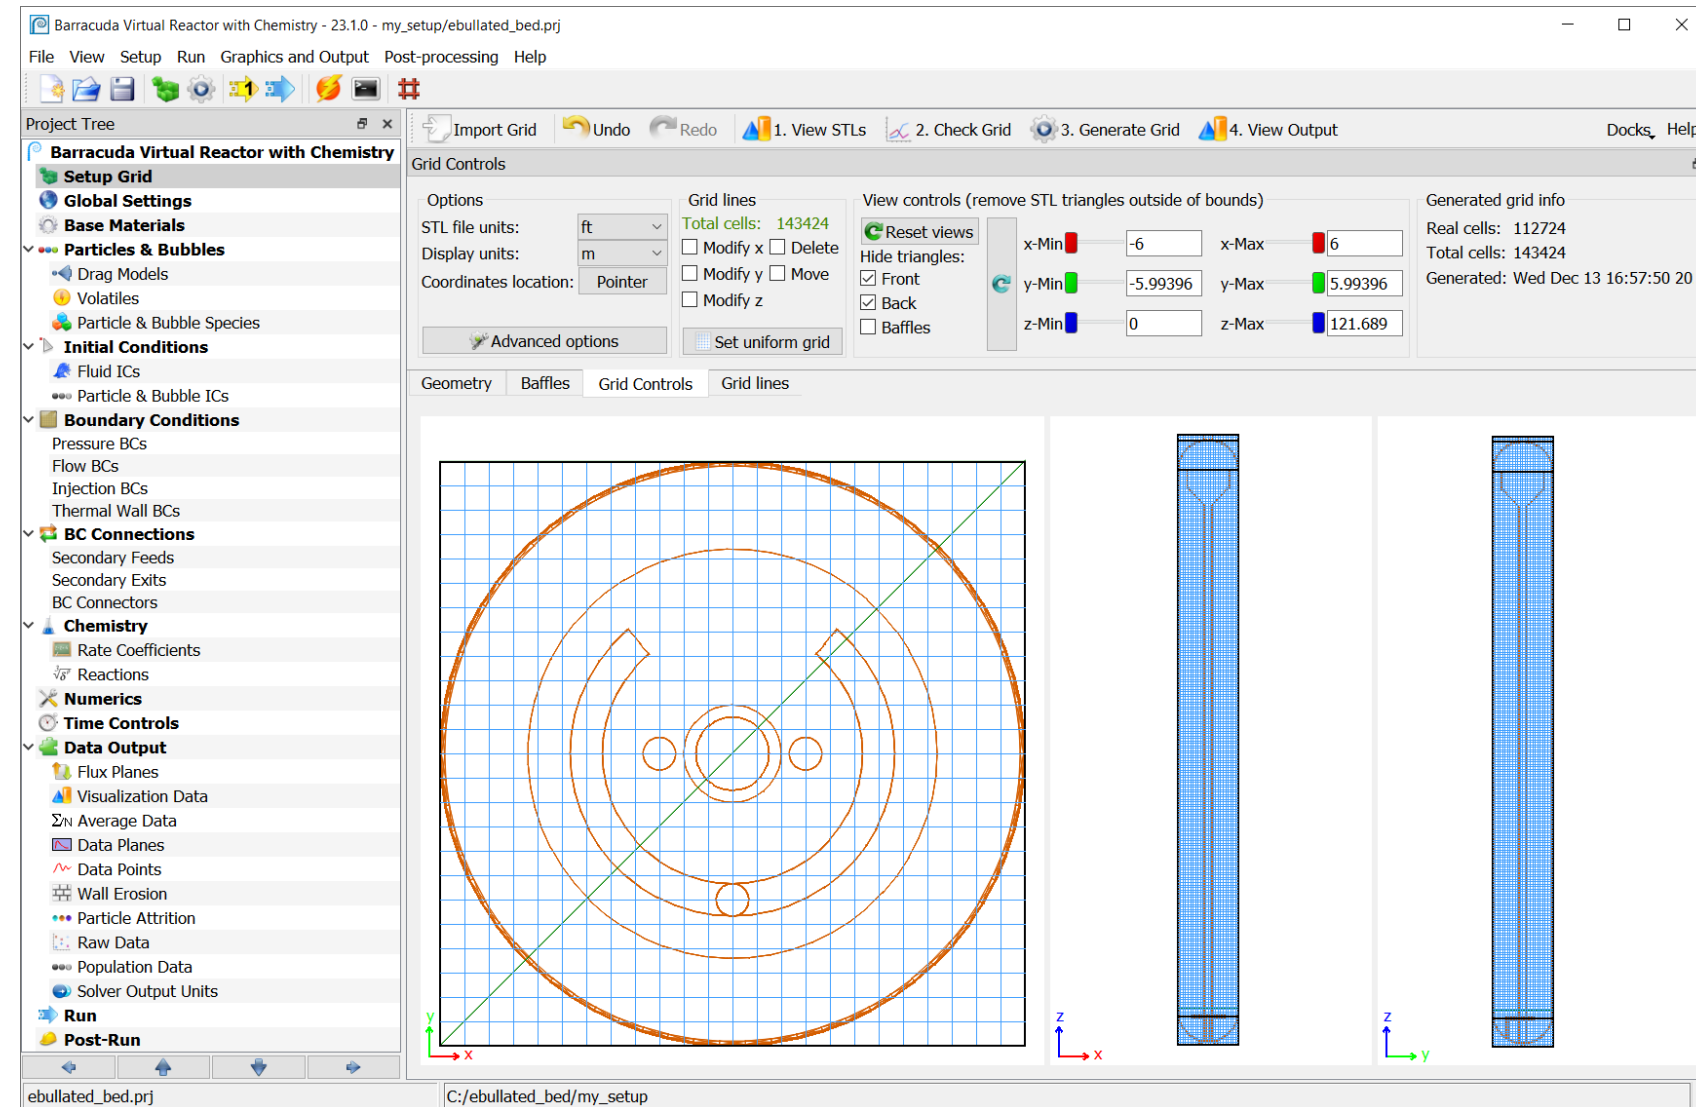 Barracuda Virtual Reactor with Chemistry - 23.1.0 - my_setup/ebullated_bed.prj
File View Setup Run Graphics and Output Post-processing Help
1
Project Tree
Import Grid Undo Redo 1. View STLs 2. Check Grid 3. Generate Grid 4. View Output Docks Help
Barracuda Virtual Reactor with Chemistry
Setup Grid
Global Settings
Base Materials
Particles & Bubbles
Drag Models
Volatiles
Particle & Bubble Species
Initial Conditions
Fluid ICs
Particle & Bubble ICs
Boundary Conditions
Pressure BCs
Flow BCs
Injection BCs
Thermal Wall BCs
BC Connections
Secondary Feeds
Secondary Exits
BC Connectors
Chemistry
Rate Coefficients
Reactions
Numerics
Time Controls
Data Output
Flux Planes
Visualization Data
Σ/N Average Data
Data Planes
Data Points
Wall Erosion
Particle Attrition
Raw Data
Population Data
Solver Output Units
Run
Post-Run
Grid Controls
Options
STL file units: ft
Display units: m
Coordinates location: Pointer
Advanced options
Grid lines
Total cells: 143424
Modify x Delete
Modify y Move
Modify z
Set uniform grid
View controls (remove STL triangles outside of bounds)
Reset views
Hide triangles:
Front
Back
Baffles
x-Min -6 x-Max 6
y-Min -5.99396 y-Max 5.99396
z-Min 0 z-Max 121.689
Generated grid info
Real cells: 112724
Total cells: 143424
Generated: Wed Dec 13 16:57:50 20
Geometry Baffles Grid Controls Grid lines
y
x
z
x
z
y
ebullated_bed.prj
C:/ebullated_bed/my_setup